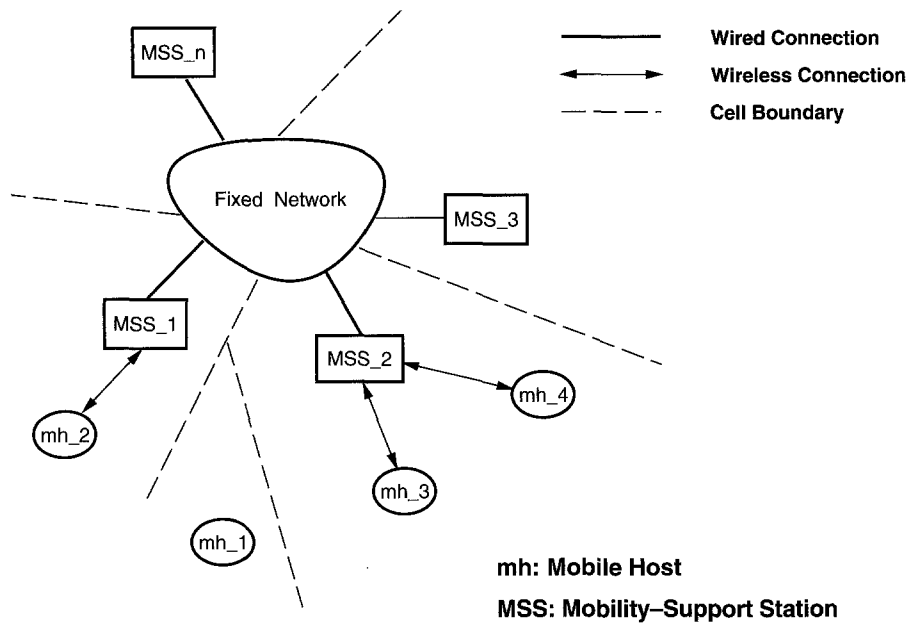 MSS_n
Wired Connection
Wireless Connection
Cell Boundary
Fixed Network
MSS_3
MSS_1
MSS_2
mh_4
mh_2
mh_3
mh_1
mh: Mobile Host
MSS: Mobility–Support Station